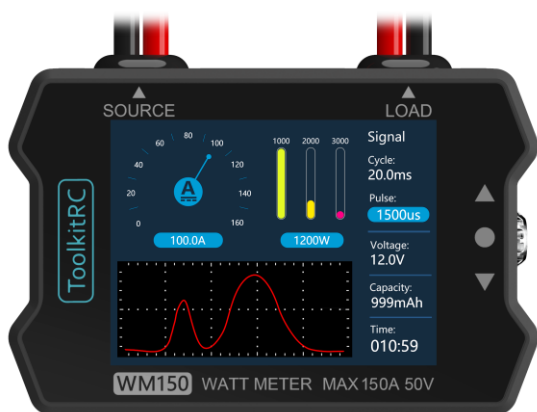 SOURCE
LOAD
ToolkitRC
0
20
40
60
80
100
120
140
160
A
100.0A
1000 2000 3000
1200W
Signal
Cycle:
20.0ms
Pulse:
1500us
Voltage:
12.0V
Capacity:
999mAh
Time:
010:59
WM150 WATT METER MAX 150A 50V